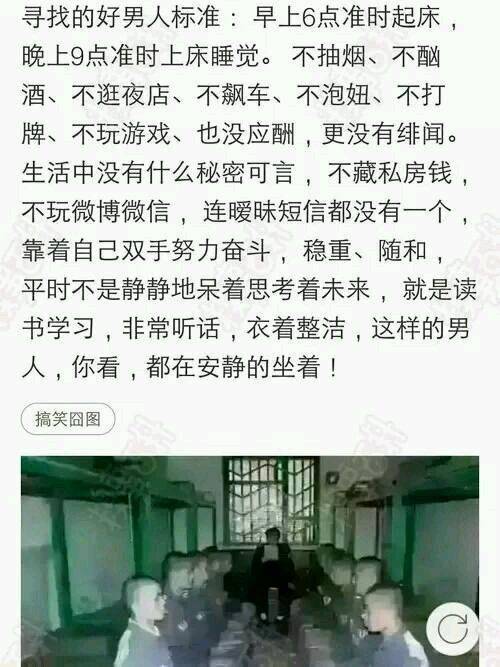 寻找的好男人标准： 早上6点准时起床，
晚上9点准时上床睡觉。 不抽烟、不酗
酒、不逛夜店、不飙车、不泡妞、不打
牌、不玩游戏、也没应酬，更没有绯闻。
生活中没有什么秘密可言， 不藏私房钱，
不玩微博微信， 连暧昧短信都没有一个，
靠着自己双手努力奋斗， 稳重、随和，
平时不是静静地呆着思考着未来， 就是读
书学习，非常听话，衣着整洁，这样的男
人，你看，都在安静的坐着！
搞笑囧图